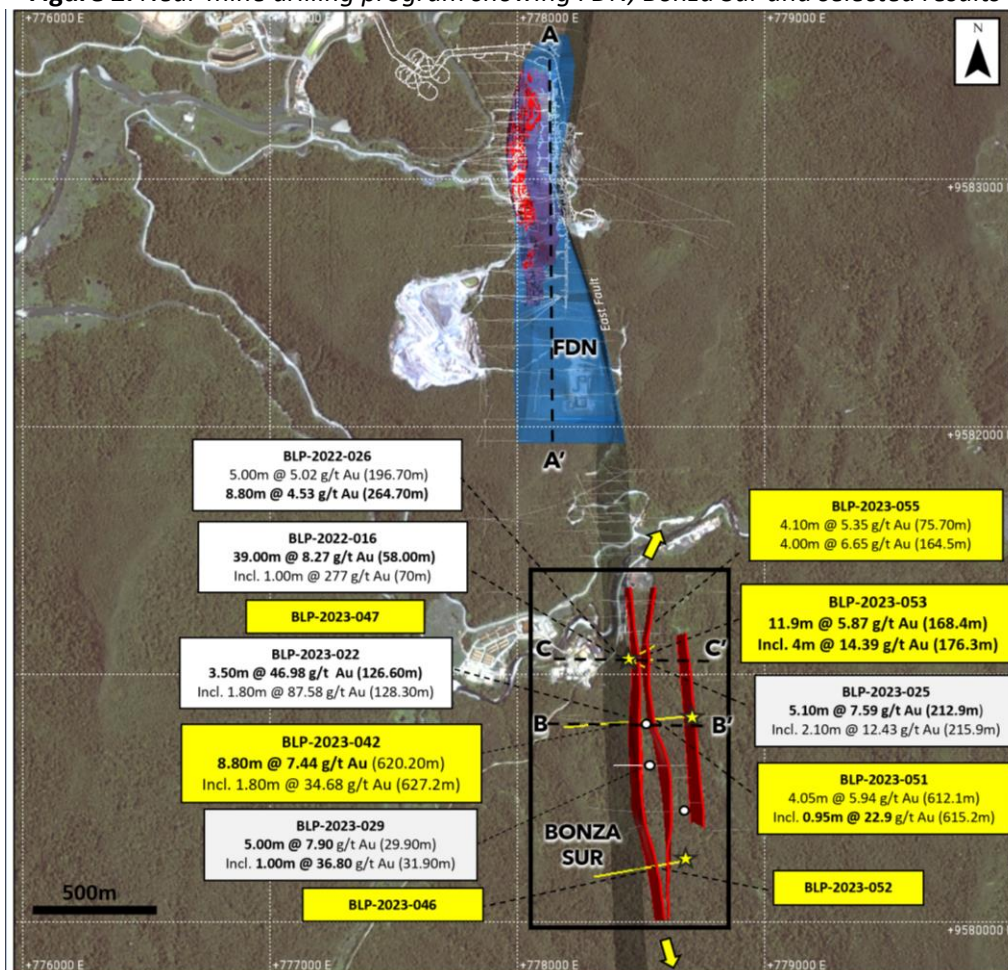 Figure 2: Near mine drilling program showing FDN, Bonza Sur and selected results
+776000 E
+777000 E
+778000 E
+779000 E
A
N
+9583000 N
East Fault
FDN
+9582000 N
A'
BLP-2022-026
5.00m @ 5.02 g/t Au (196.70m)
8.80m @ 4.53 g/t Au (264.70m)
BLP-2022-016
39.00m @ 8.27 g/t Au (58.00m)
Incl. 1.00m @ 277 g/t Au (70m)
BLP-2023-047
BLP-2023-022
3.50m @ 46.98 g/t Au (126.60m)
Incl. 1.80m @ 87.58 g/t Au (128.30m)
BLP-2023-042
8.80m @ 7.44 g/t Au (620.20m)
Incl. 1.80m @ 34.68 g/t Au (627.2m)
BLP-2023-029
5.00m @ 7.90 g/t Au (29.90m)
Incl. 1.00m @ 36.80 g/t Au (31.90m)
BLP-2023-046
C
C'
B
B'
BONZA
SUR
BLP-2023-055
4.10m @ 5.35 g/t Au (75.70m)
4.00m @ 6.65 g/t Au (164.5m)
BLP-2023-053
11.9m @ 5.87 g/t Au (168.4m)
Incl. 4m @ 14.39 g/t Au (176.3m)
BLP-2023-025
5.10m @ 7.59 g/t Au (212.9m)
Incl. 2.10m @ 12.43 g/t Au (215.9m)
BLP-2023-051
4.05m @ 5.94 g/t Au (612.1m)
Incl. 0.95m @ 22.9 g/t Au (615.2m)
BLP-2023-052
500m
+9580000 N
+776000 E
+777000 E
+778000 E
+779000 E